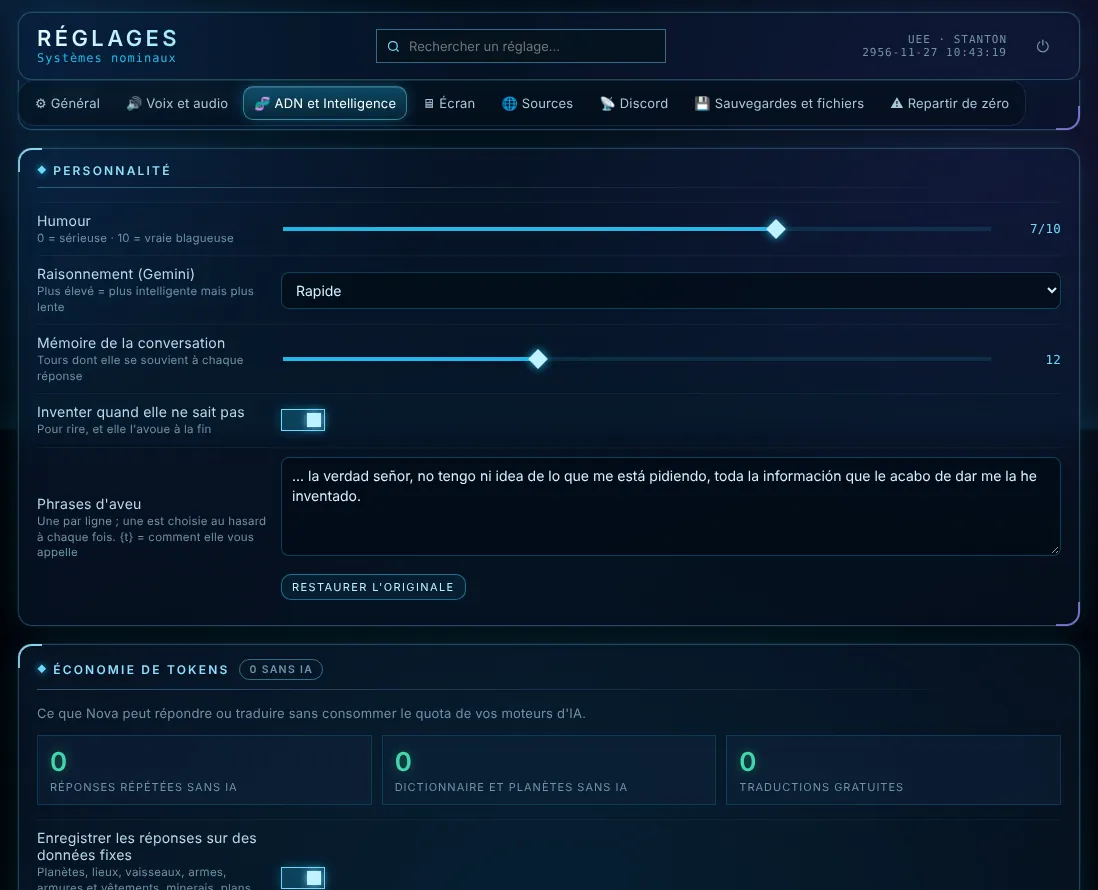 RÉGLAGES
Systèmes nominaux
Rechercher un réglage...
UEE · STANTON
2956-11-27 10:43:19
Général
Voix et audio
ADN et Intelligence
Écran
Sources
Discord
Sauvegardes et fichiers
Repartir de zéro
PERSONNALITÉ
Humour
0 = sérieuse · 10 = vraie blagueuse
7/10
Raisonnement (Gemini)
Plus élevé = plus intelligente mais plus
lente
Rapide
Mémoire de la conversation
Tours dont elle se souvient à chaque
réponse
12
Inventer quand elle ne sait pas
Pour rire, et elle l'avoue à la fin
Phrases d'aveu
Une par ligne ; une est choisie au hasard
à chaque fois. {t} = comment elle vous
appelle
... la verdad señor, no tengo ni idea de lo que me está pidiendo, toda la información que le acabo de dar me la he
inventado.
RESTAURER L'ORIGINALE
ÉCONOMIE DE TOKENS
0 SANS IA
Ce que Nova peut répondre ou traduire sans consommer le quota de vos moteurs d'IA.
0
RÉPONSES RÉPÉTÉES SANS IA
0
DICTIONNAIRE ET PLANÈTES SANS IA
0
TRADUCTIONS GRATUITES
Enregistrer les réponses sur des
données fixes
Planètes, lieux, vaisseaux, armes,
armures et vêtements, minerais, plans